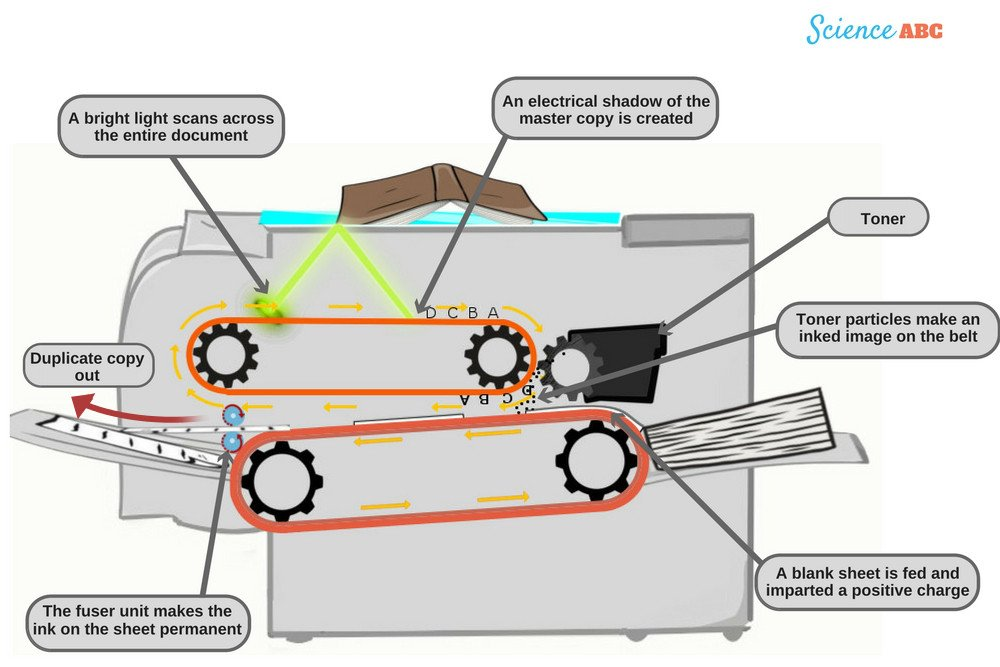 Science ABC
A bright light scans across
the entire document
An electrical shadow of the
master copy is created
Toner
D C B A
Toner particles make an
inked image on the belt
Duplicate copy
out
D C B A
A blank sheet is fed and
imparted a positive charge
The fuser unit makes the
ink on the sheet permanent